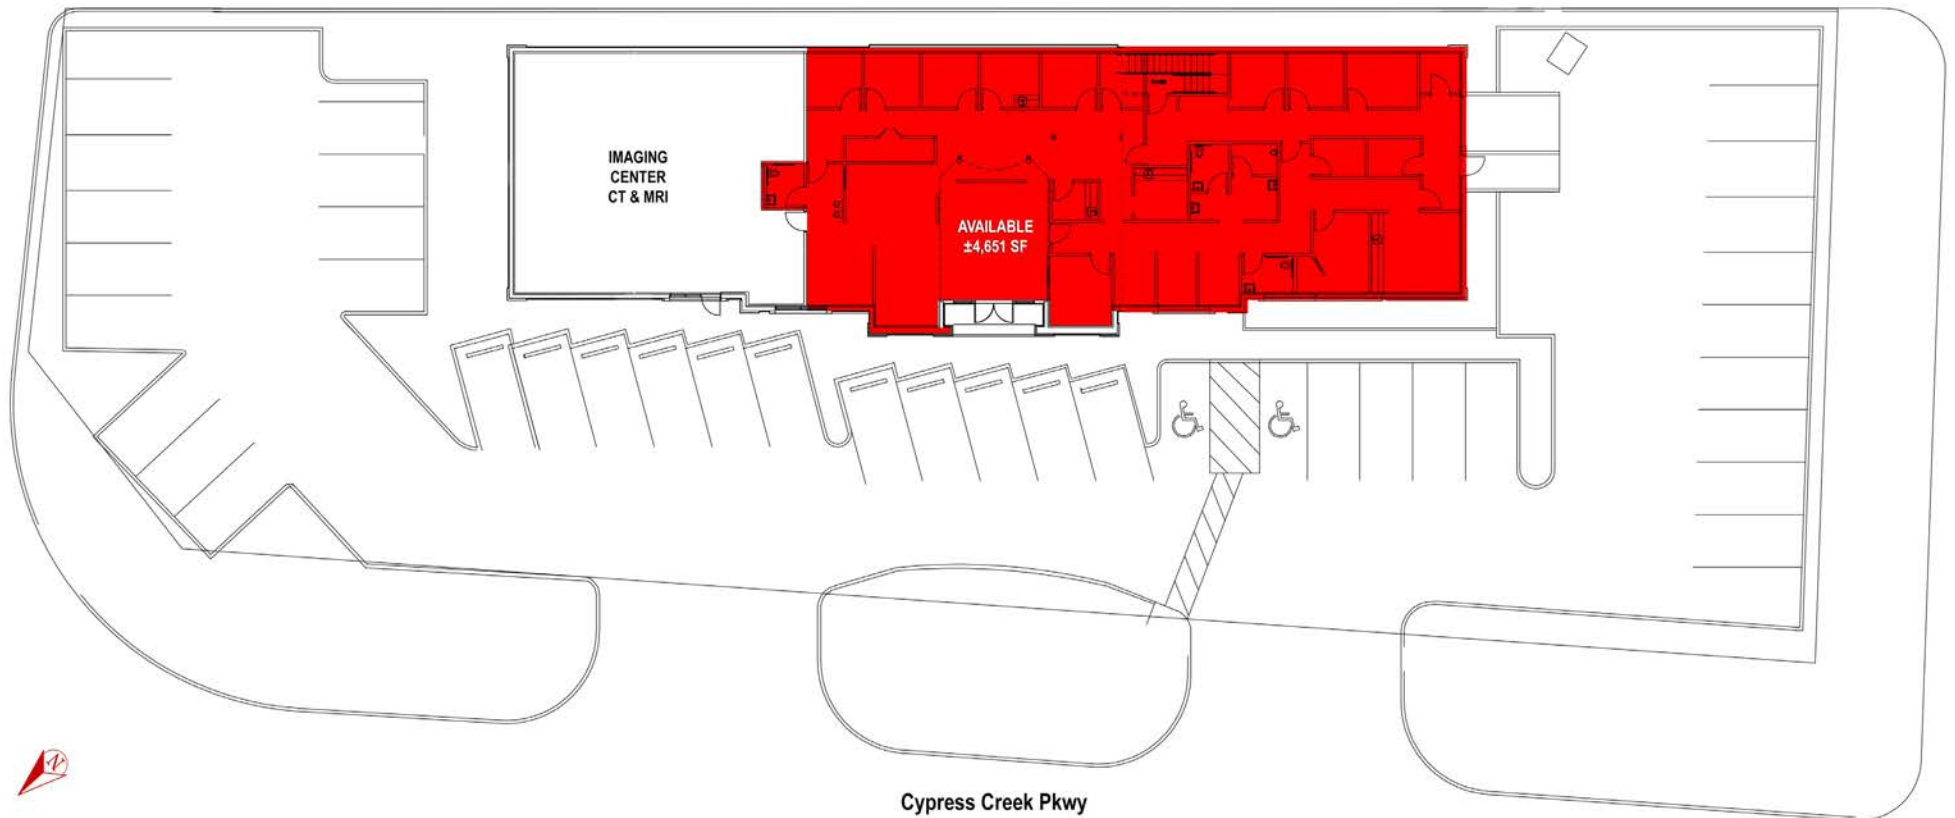 IMAGING
CENTER
CT & MRI
AVAILABLE
±4,651 SF
N
Cypress Creek Pkwy